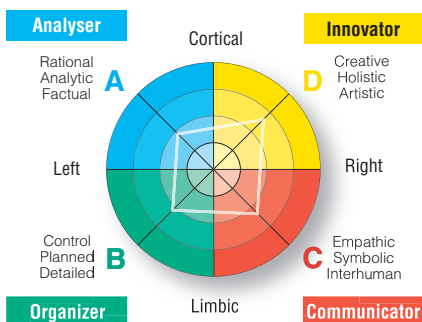 Analyser
Cortical
Innovator
Rational
Analytic
Factual
A
D
Creative
Holistic
Artistic
Left
Right
Control
Planned
Detailed
B
C
Empathic
Symbolic
Interhuman
Organizer
Limbic
Communicator